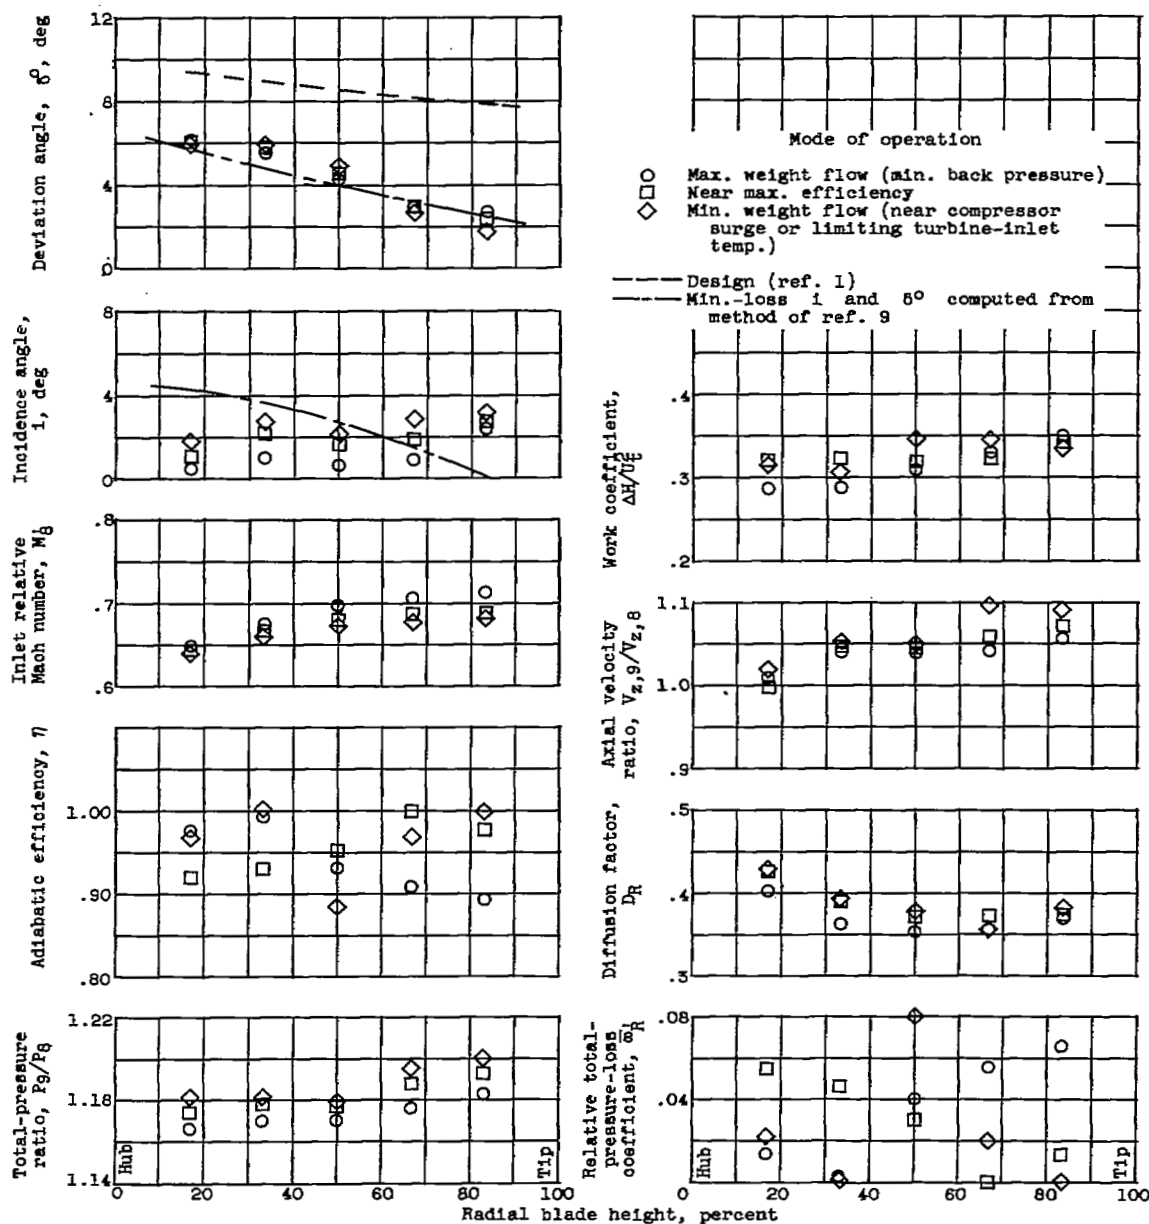 12
8
4
0
Deviation angle, δ°, deg
Mode of operation
Max. weight flow (min. back pressure)
Near max. efficiency
Min. weight flow (near compressor
surge or limiting turbine-inlet
temp.)
Design (ref. 1)
Min.-loss i and δ° computed from
method of ref. 9
8
4
0
Incidence angle,
i, deg
.4
.3
.2
Work coefficient,
.8
.7
.6
Inlet relative
Mach number, M
1.1
1.0
.9
Axial velocity
ratio, Vz,9/Vz,8
1.00
.90
.80
Adiabatic efficiency, η
.5
.4
.3
Diffusion factor,
DR
1.22
1.18
1.14
Total-pressure
ratio, P9/P8
Hub
Tip
0 20 40 60 80 100
.08
.04
0
Relative total-
pressure-loss
coefficient,
Hub
Tip
0 20 40 60 80 100
Radial blade height, percent